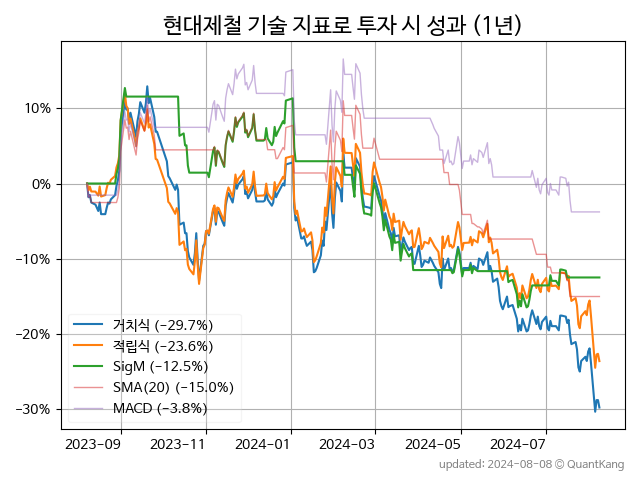 현대제철 기술 지표로 투자 시 성과 (1년)
10%
0%
−10%
−20%
−30%
거치식 (−29.7%)
적립식 (−23.6%)
SigM (−12.5%)
SMA(20) (−15.0%)
MACD (−3.8%)
2023-09 2023-11 2024-01 2024-03 2024-05 2024-07
updated: 2024-08-08 © QuantKang